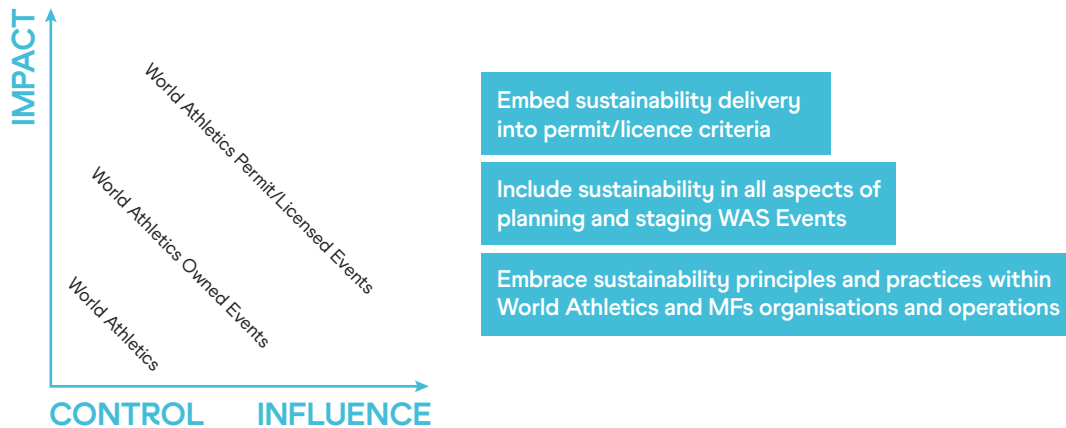 IMPACT
World Athletics Permit/Licensed Events
World Athletics Owned Events
World Athletics
CONTROL
INFLUENCE
Embed sustainability delivery
into permit/licence criteria
Include sustainability in all aspects of
planning and staging WAS Events
Embrace sustainability principles and practices within
World Athletics and MFs organisations and operations